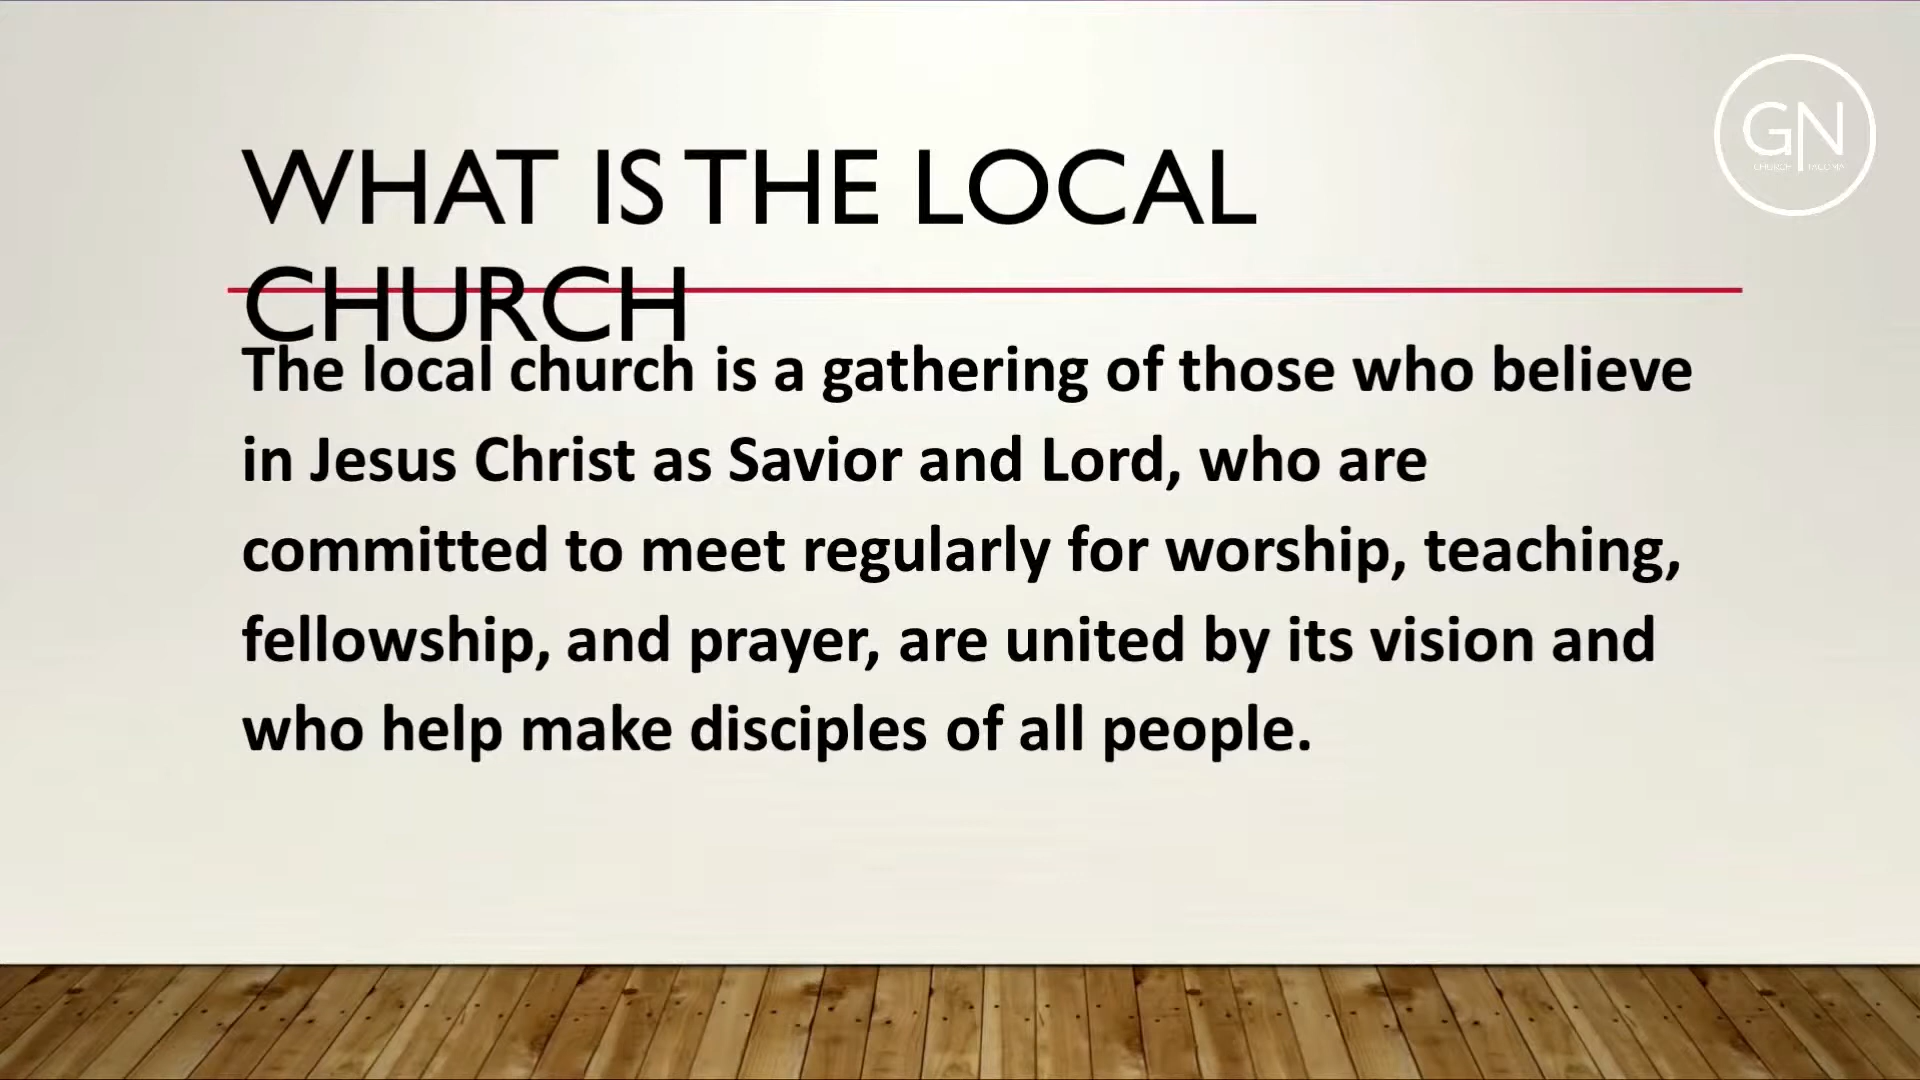 GN
CHURCH TACOMA
WHAT IS THE LOCAL
CHURCH
The local church is a gathering of those who believe
in Jesus Christ as Savior and Lord, who are
committed to meet regularly for worship, teaching,
fellowship, and prayer, are united by its vision and
who help make disciples of all people.